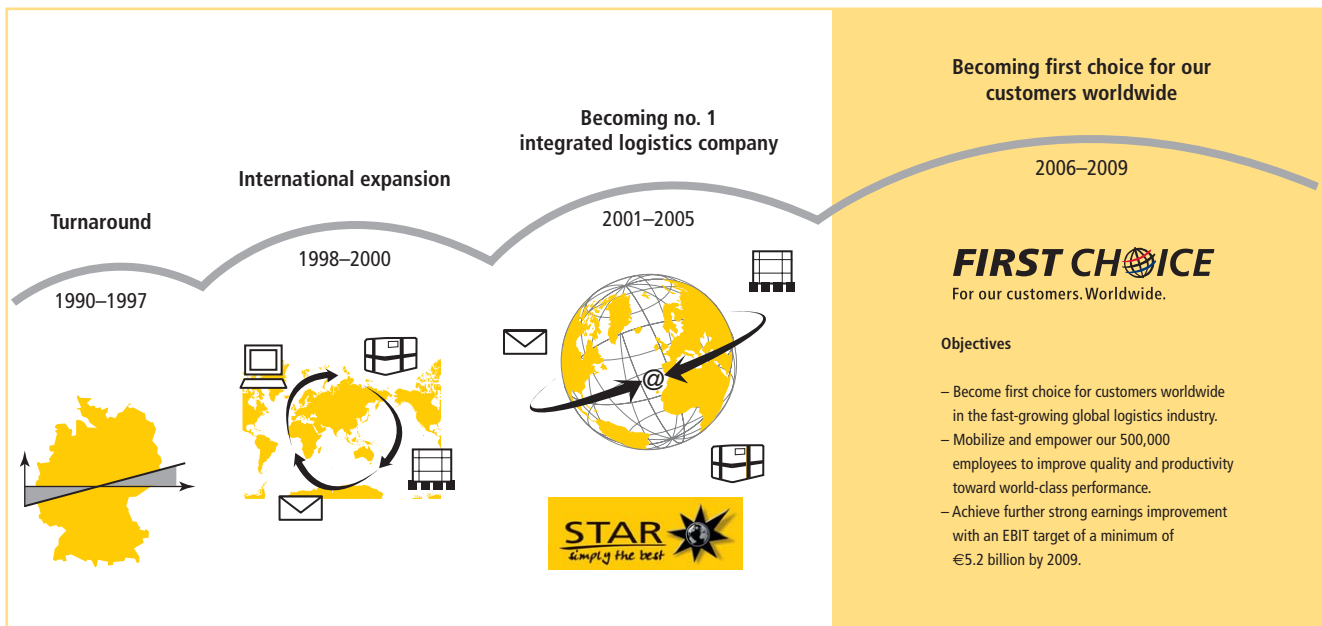 Turnaround
1990–1997
International expansion
1998–2000
Becoming no. 1
integrated logistics company
2001–2005
@
STAR
simply the best
Becoming first choice for our
customers worldwide
2006–2009
FIRST CHOICE
For our customers. Worldwide.
Objectives
– Become first choice for customers worldwide
in the fast-growing global logistics industry.
– Mobilize and empower our 500,000
employees to improve quality and productivity
toward world-class performance.
– Achieve further strong earnings improvement
with an EBIT target of a minimum of
€5.2 billion by 2009.